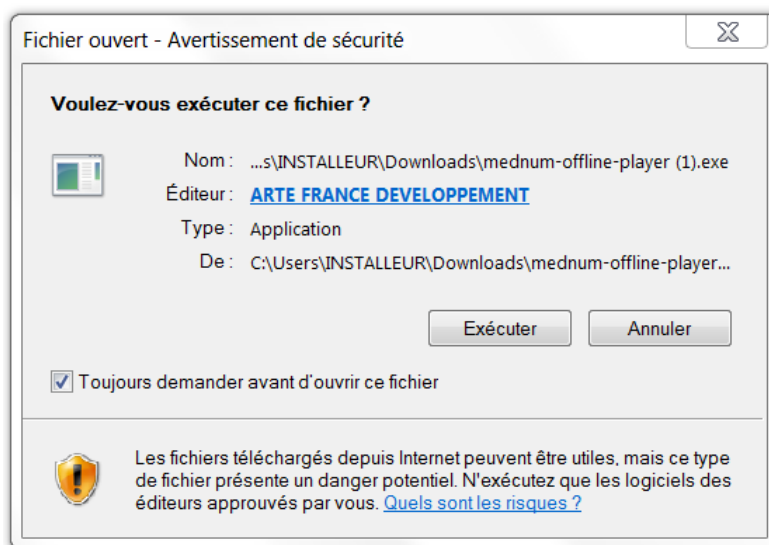 Fichier ouvert - Avertissement de sécurité
Voulez-vous exécuter ce fichier ?
Nom : ...s\INSTALLEUR\Downloads\mednum-offline-player (1).exe
Éditeur : ARTE FRANCE DEVELOPPEMENT
Type : Application
De : C:\Users\INSTALLEUR\Downloads\mednum-offline-player...
Exécuter Annuler
Toujours demander avant d'ouvrir ce fichier
Les fichiers téléchargés depuis Internet peuvent être utiles, mais ce type
de fichier présente un danger potentiel. N'exécutez que les logiciels des
éditeurs approuvés par vous. Quels sont les risques ?